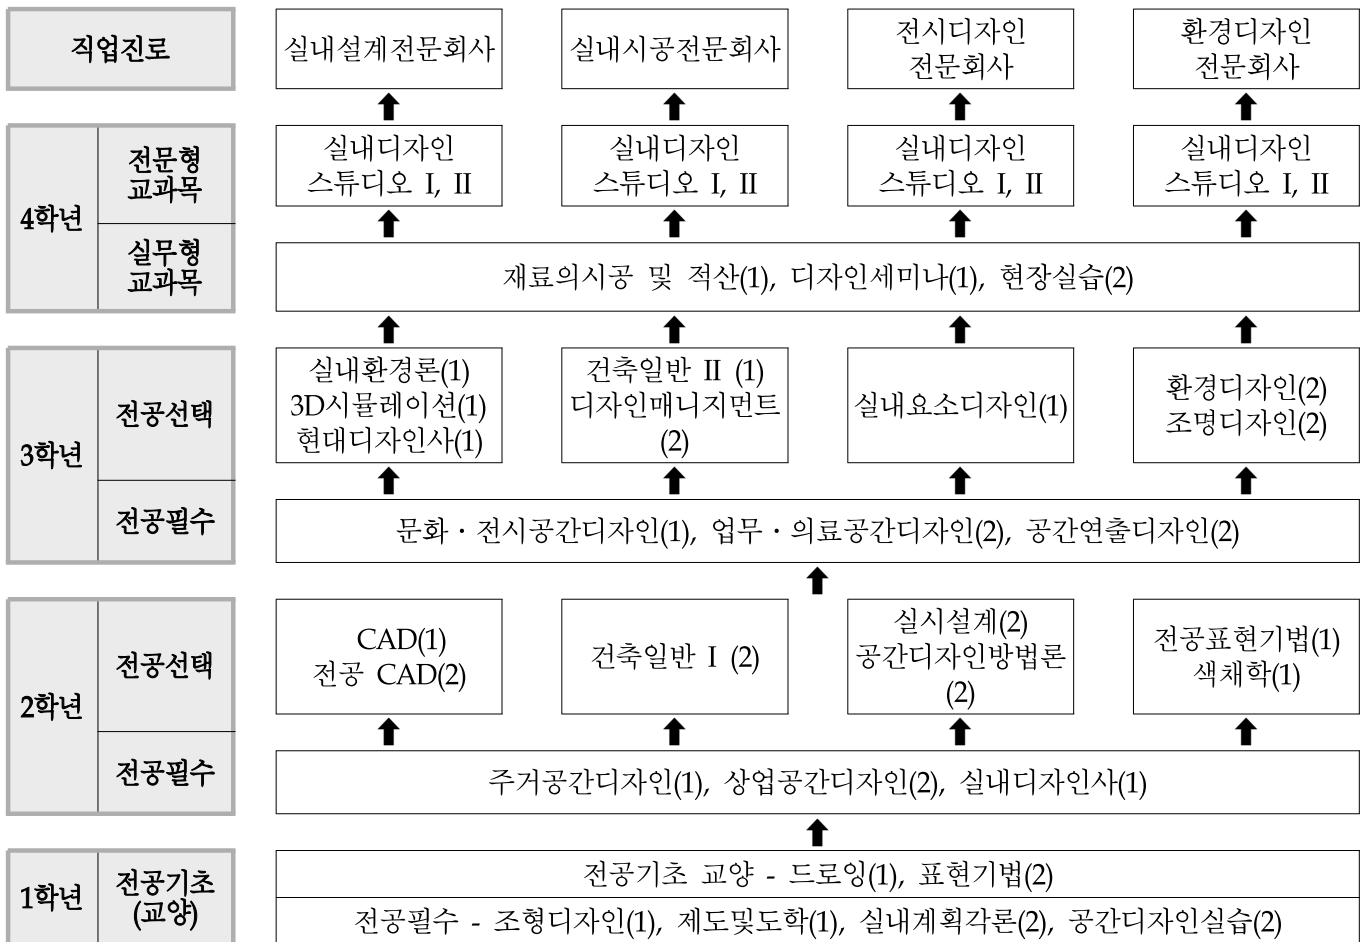 직업진로
실내설계전문회사
실내시공전문회사
전시디자인
전문회사
환경디자인
전문회사
4학년
전문형
교과목
실내디자인
스튜디오 I, II
실내디자인
스튜디오 I, II
실내디자인
스튜디오 I, II
실내디자인
스튜디오 I, II
실무형
교과목
재료의시공 및 적산(1), 디자인세미나(1), 현장실습(2)
3학년
전공선택
실내환경론(1)
3D시뮬레이션(1)
현대디자인사(1)
건축일반 II (1)
디자인매니지먼트
(2)
실내요소디자인(1)
환경디자인(2)
조명디자인(2)
전공필수
문화 · 전시공간디자인(1), 업무 · 의료공간디자인(2), 공간연출디자인(2)
2학년
전공선택
CAD(1)
전공 CAD(2)
건축일반 I (2)
실시설계(2)
공간디자인방법론
(2)
전공표현기법(1)
색채학(1)
전공필수
주거공간디자인(1), 상업공간디자인(2), 실내디자인사(1)
1학년
전공기초
(교양)
전공기초 교양 - 드로잉(1), 표현기법(2)
전공필수 - 조형디자인(1), 제도및도학(1), 실내계획각론(2), 공간디자인실습(2)